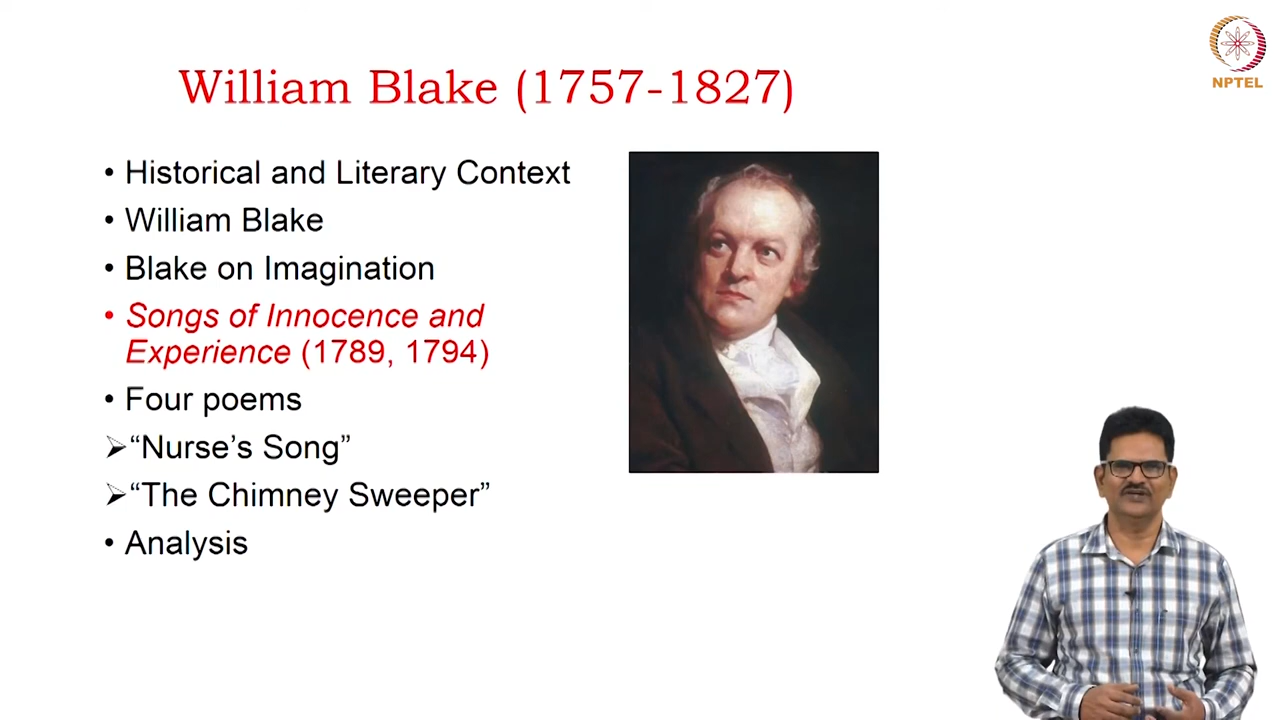 William Blake (1757-1827)
NPTEL
• Historical and Literary Context
• William Blake
• Blake on Imagination
• Songs of Innocence and
Experience (1789, 1794)
• Four poems
➢“Nurse’s Song”
➢“The Chimney Sweeper”
• Analysis